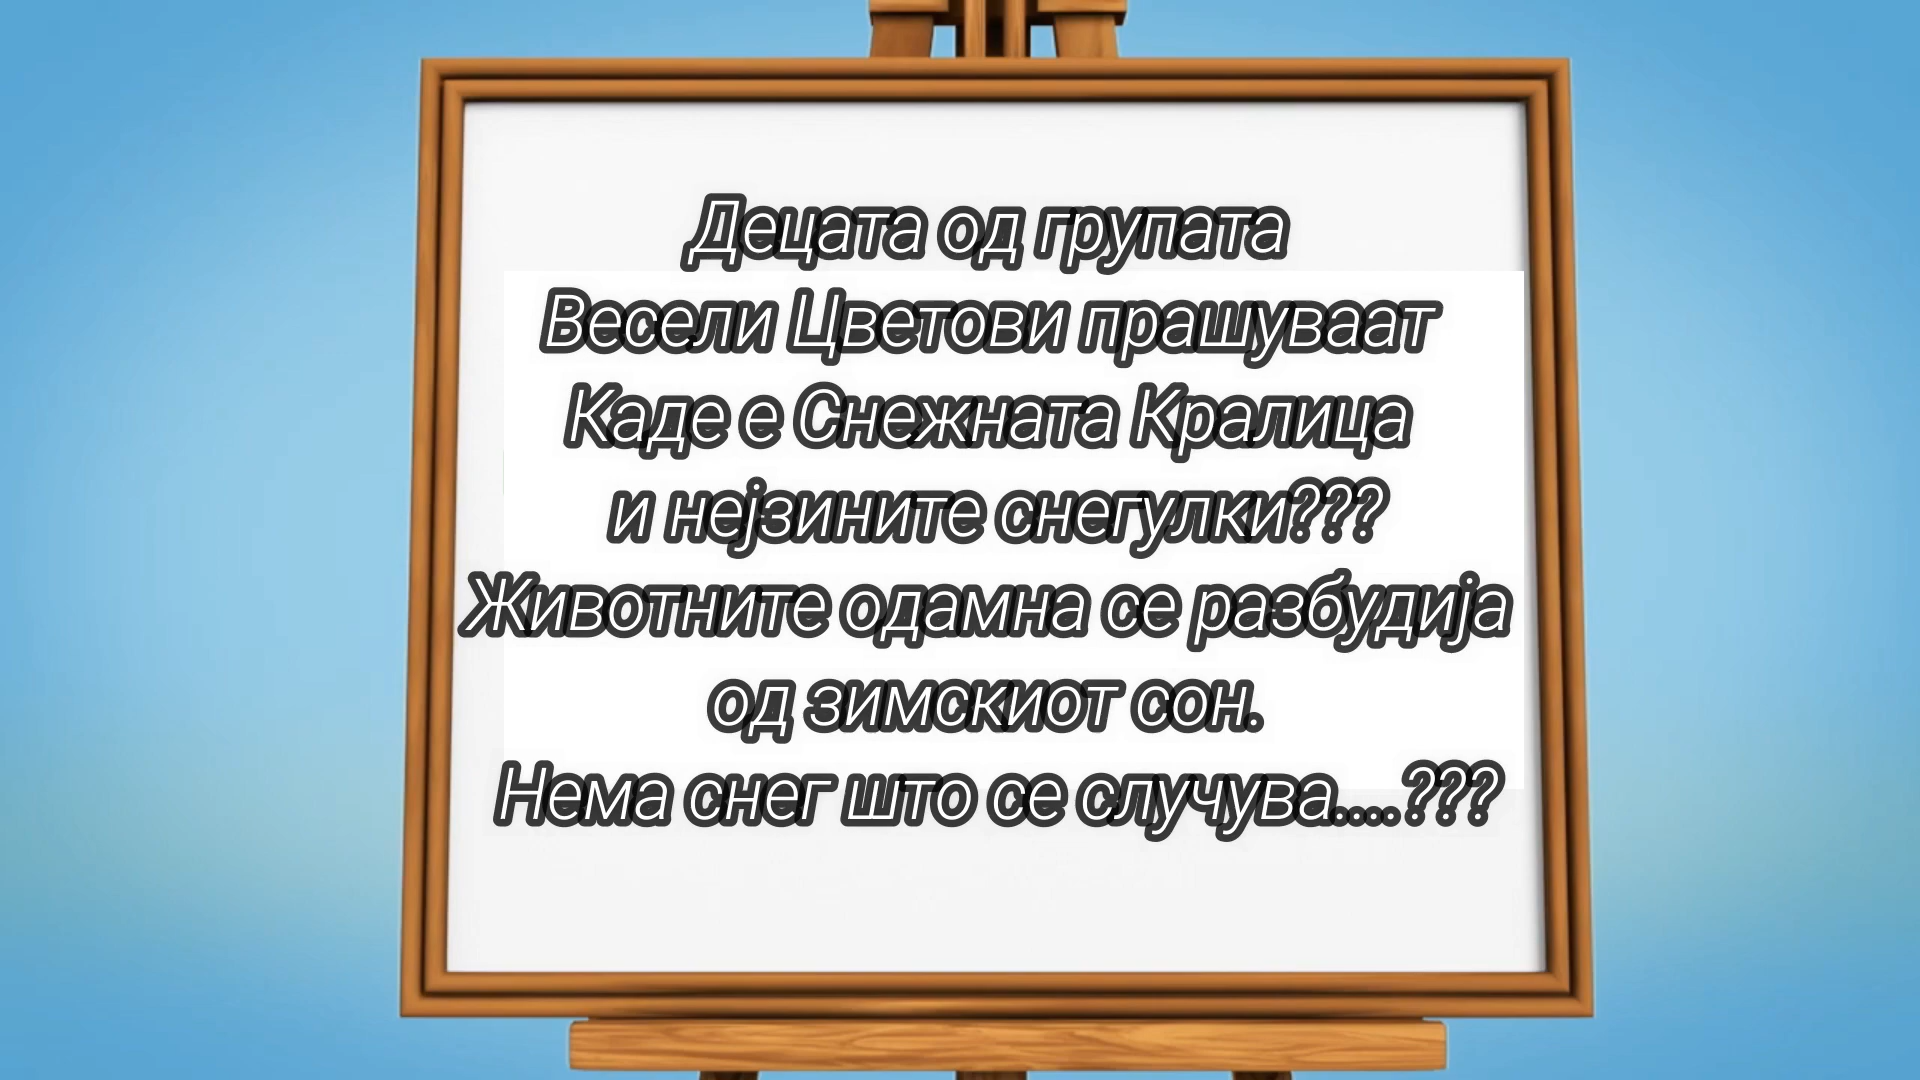 Децата од групата
Весели Цветови прашуваат
Каде е Снежната Кралица
и нејзините снегулки???
Животните одамна се разбудија
од зимскиот сон.
Нема снег што се случува....???